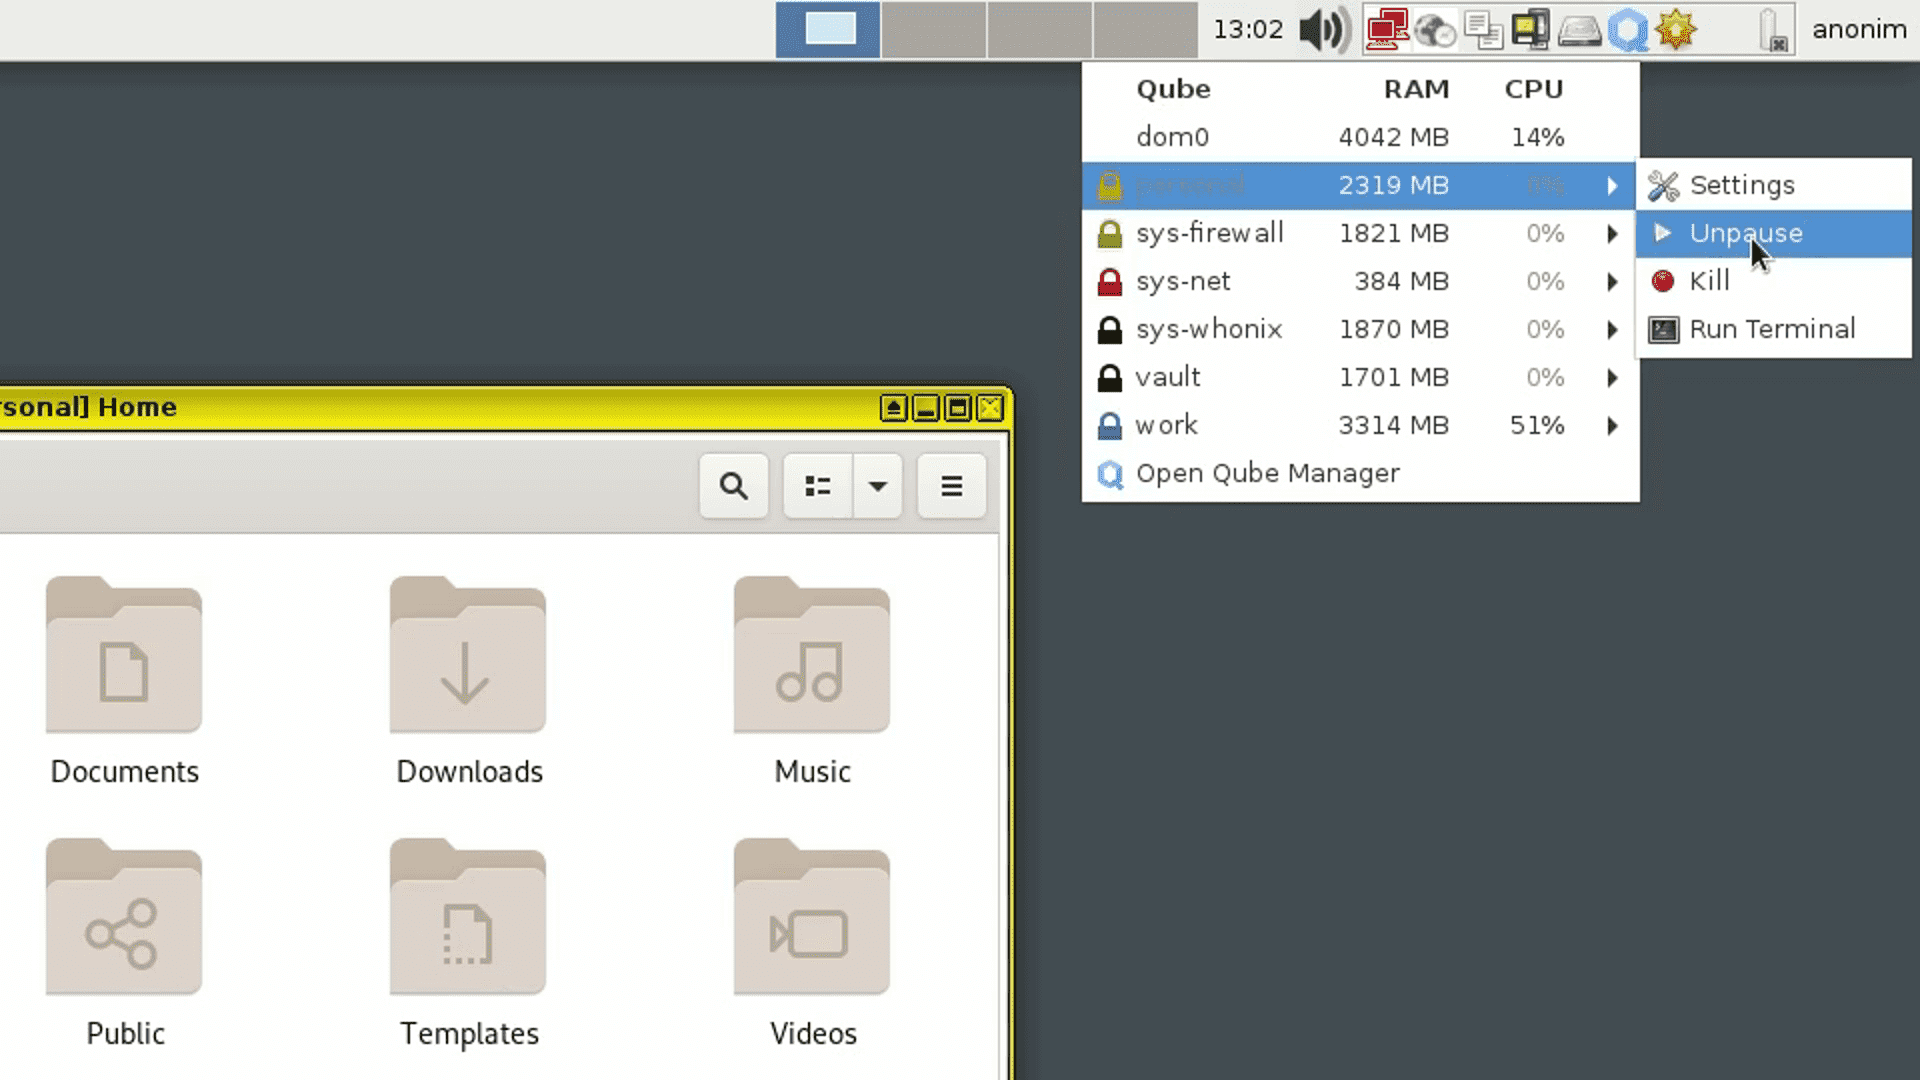 13:02 anonim
Qube RAM CPU
dom0 4042 MB 14%
personal 2319 MB 0%
sys-firewall 1821 MB 0%
sys-net 384 MB 0%
sys-whonix 1870 MB 0%
vault 1701 MB 0%
work 3314 MB 51%
Open Qube Manager
Settings
Unpause
Kill
Run Terminal
rsonal] Home
Documents Downloads Music
Public Templates Videos